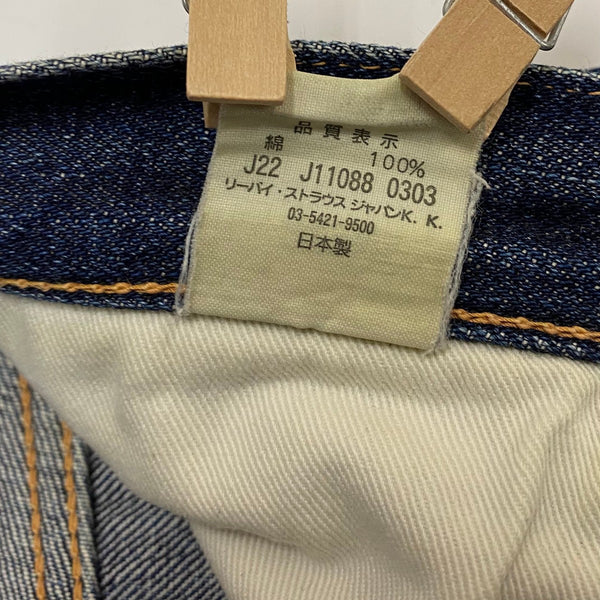 品質表示
綿 100%
J22 J11088 0303
リーバイ・ストラウス ジャパンK. K.
03-5421-9500
日本製